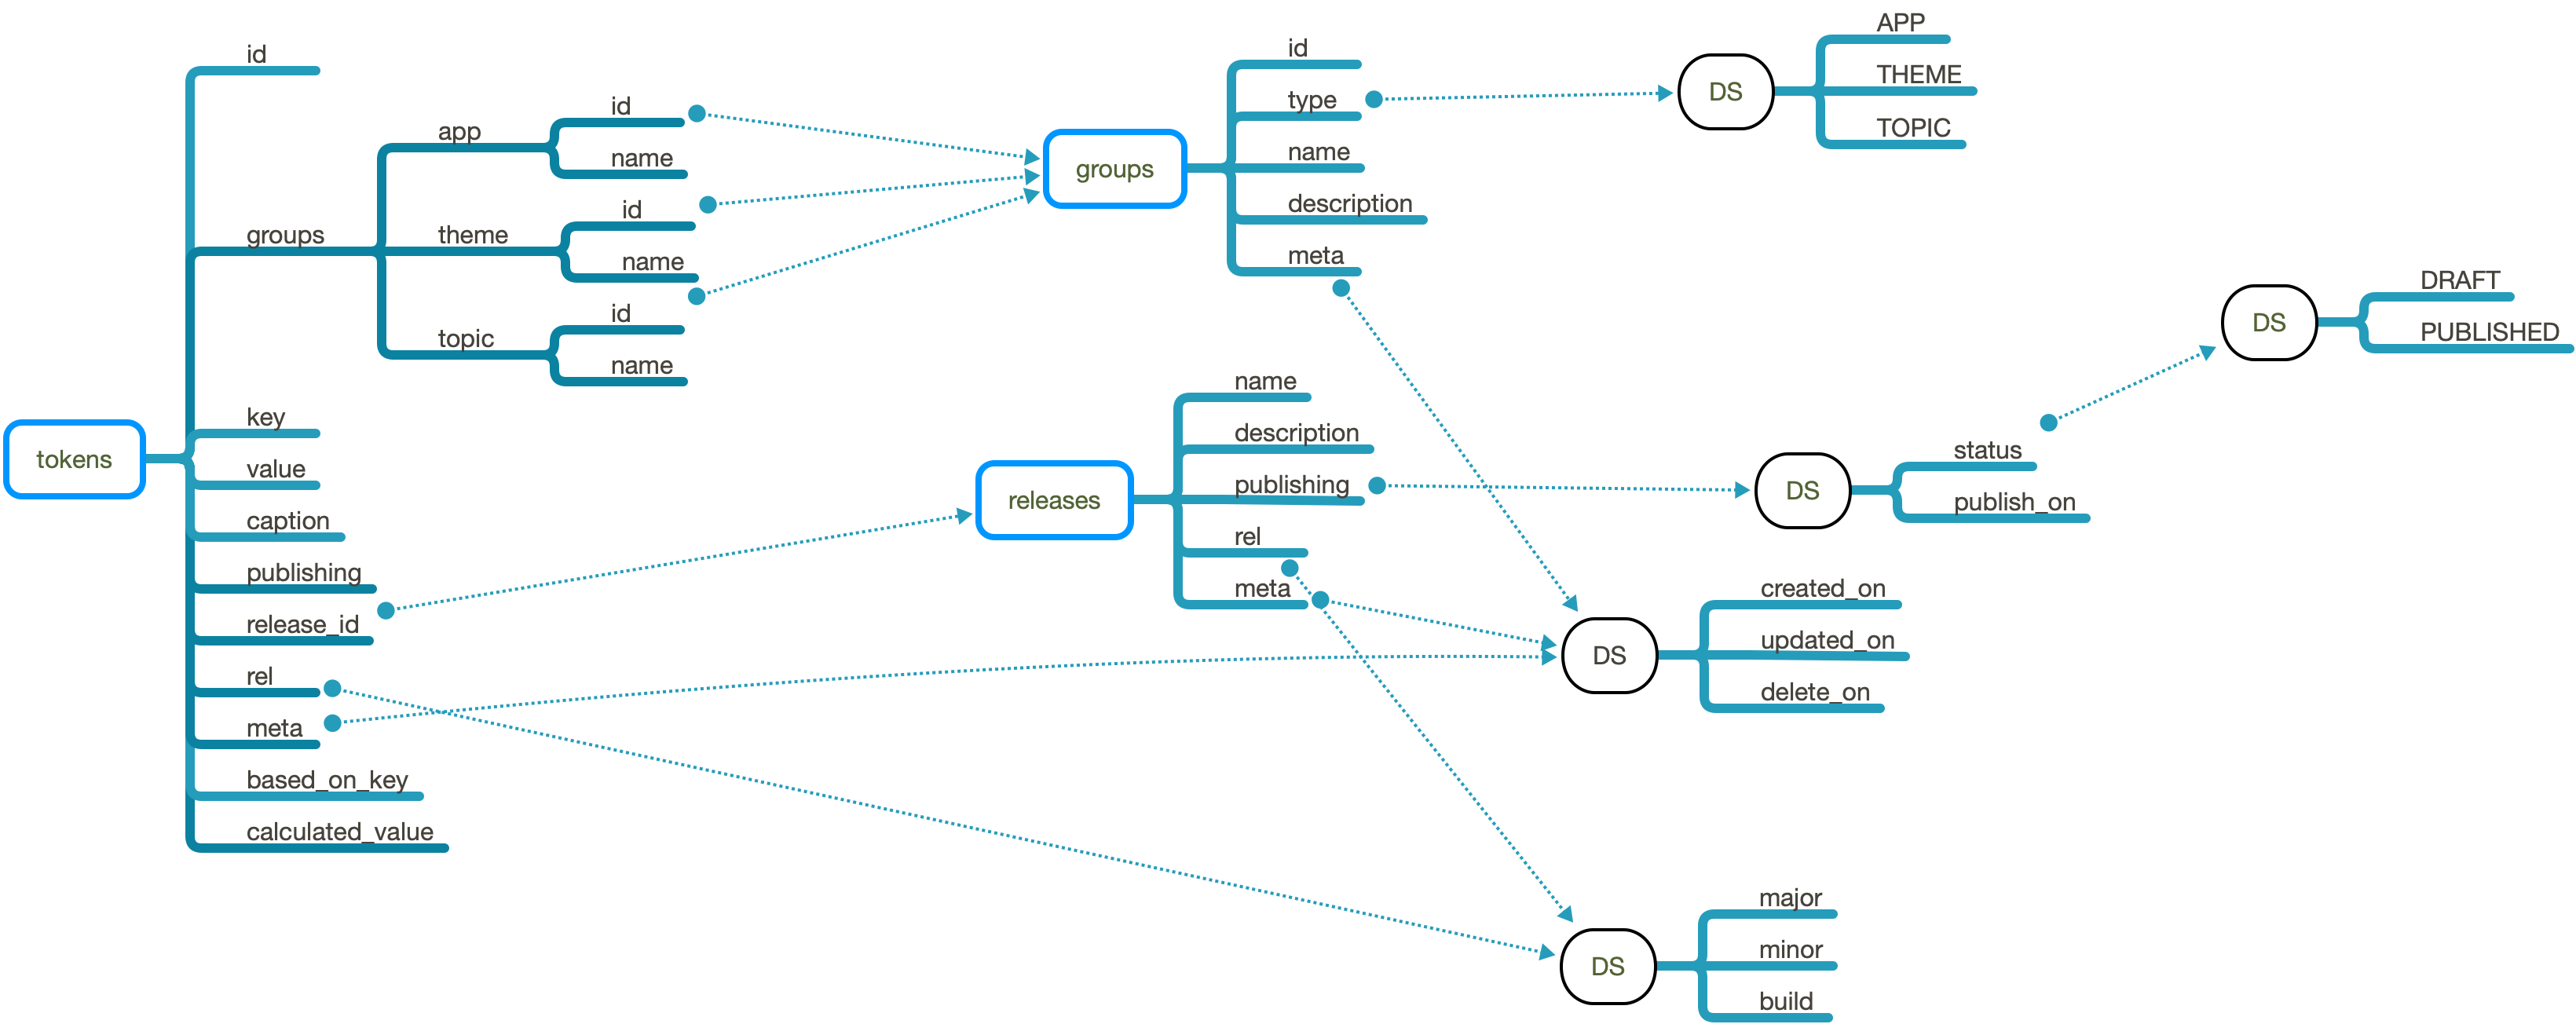 tokens
id
groups
app
id
name
theme
id
name
topic
id
name
key
value
caption
publishing
release_id
rel
meta
based_on_key
calculated_value
groups
id
type
name
description
meta
DS
APP
THEME
TOPIC
releases
name
description
publishing
rel
meta
DS
status
publish_on
DS
DRAFT
PUBLISHED
DS
created_on
updated_on
delete_on
DS
major
minor
build